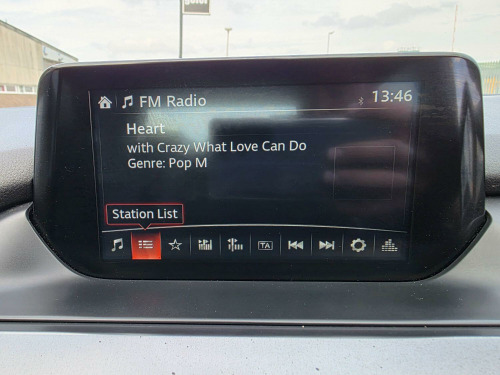 FM Radio
13:46
Heart
with Crazy What Love Can Do
Genre: Pop M
Station List
TA